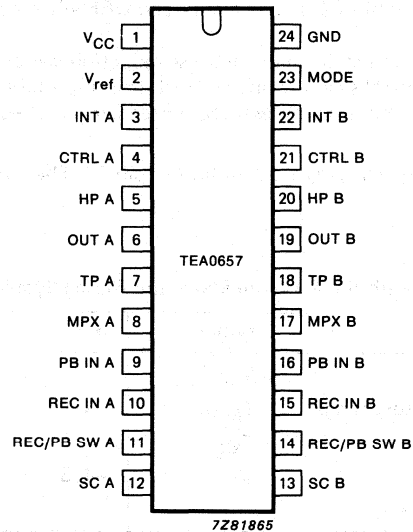 VCC 1 24 GND
Vref 2 23 MODE
INT A 3 22 INT B
CTRL A 4 21 CTRL B
HP A 5 20 HP B
OUT A 6 19 OUT B
TEA0657
TP A 7 18 TP B
MPX A 8 17 MPX B
PB IN A 9 16 PB IN B
REC IN A 10 15 REC IN B
REC/PB SW A 11 14 REC/PB SW B
SC A 12 13 SC B
7Z81865